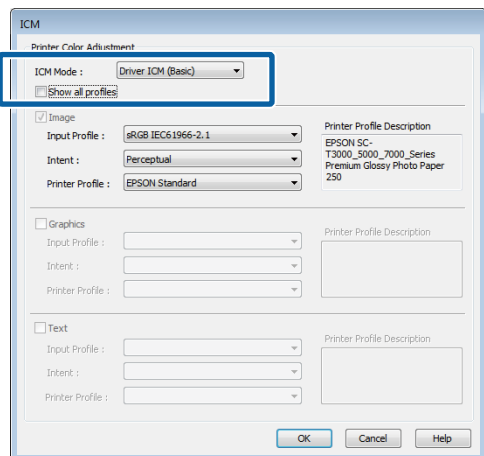 ICM
Printer Color Adjustment
ICM Mode : Driver ICM (Basic)
Show all profiles
Image
Input Profile : sRGB IEC61966-2.1
Intent : Perceptual
Printer Profile : EPSON Standard
Printer Profile Description
EPSON SC-
T3000_5000_7000_Series
Premium Glossy Photo Paper
250
Graphics
Input Profile :
Intent :
Printer Profile :
Printer Profile Description
Text
Input Profile :
Intent :
Printer Profile :
Printer Profile Description
OK Cancel Help